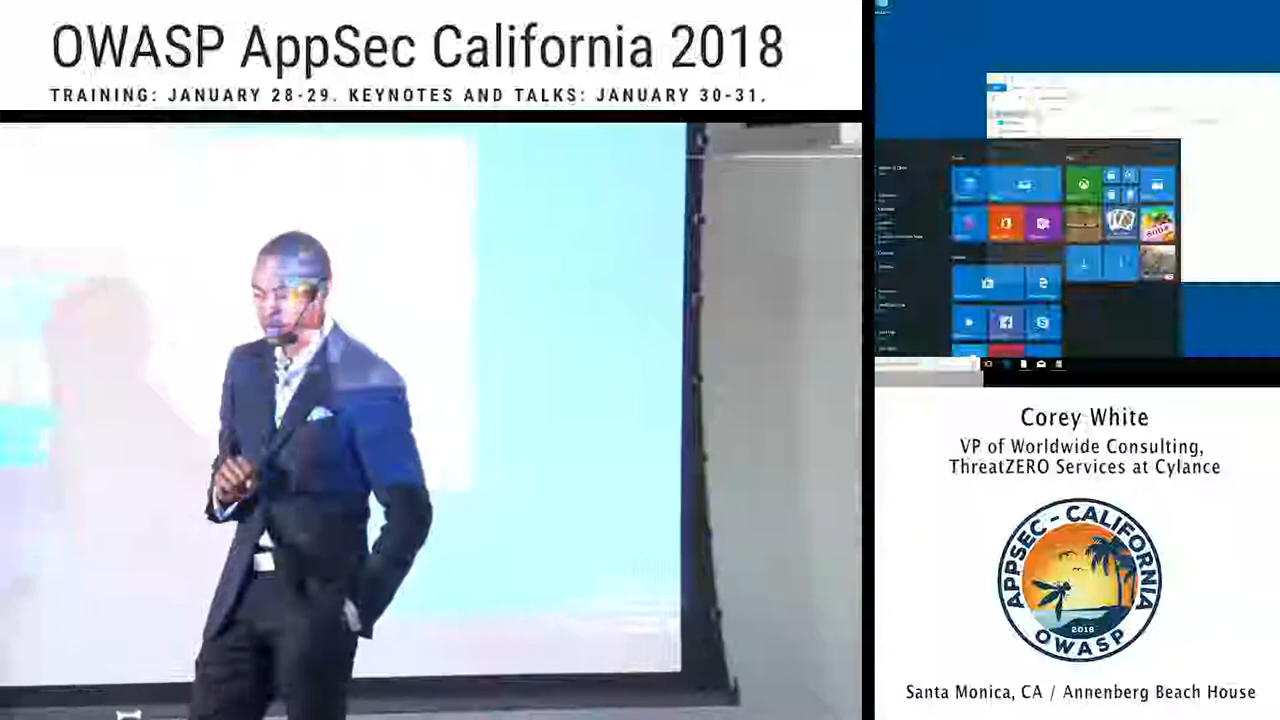 OWASP AppSec California 2018
TRAINING: JANUARY 28-29. KEYNOTES AND TALKS: JANUARY 30-31.
Corey White
VP of Worldwide Consulting,
ThreatZERO Services at Cylance
APPSEC - CALIFORNIA
2018
OWASP
Santa Monica, CA / Annenberg Beach House